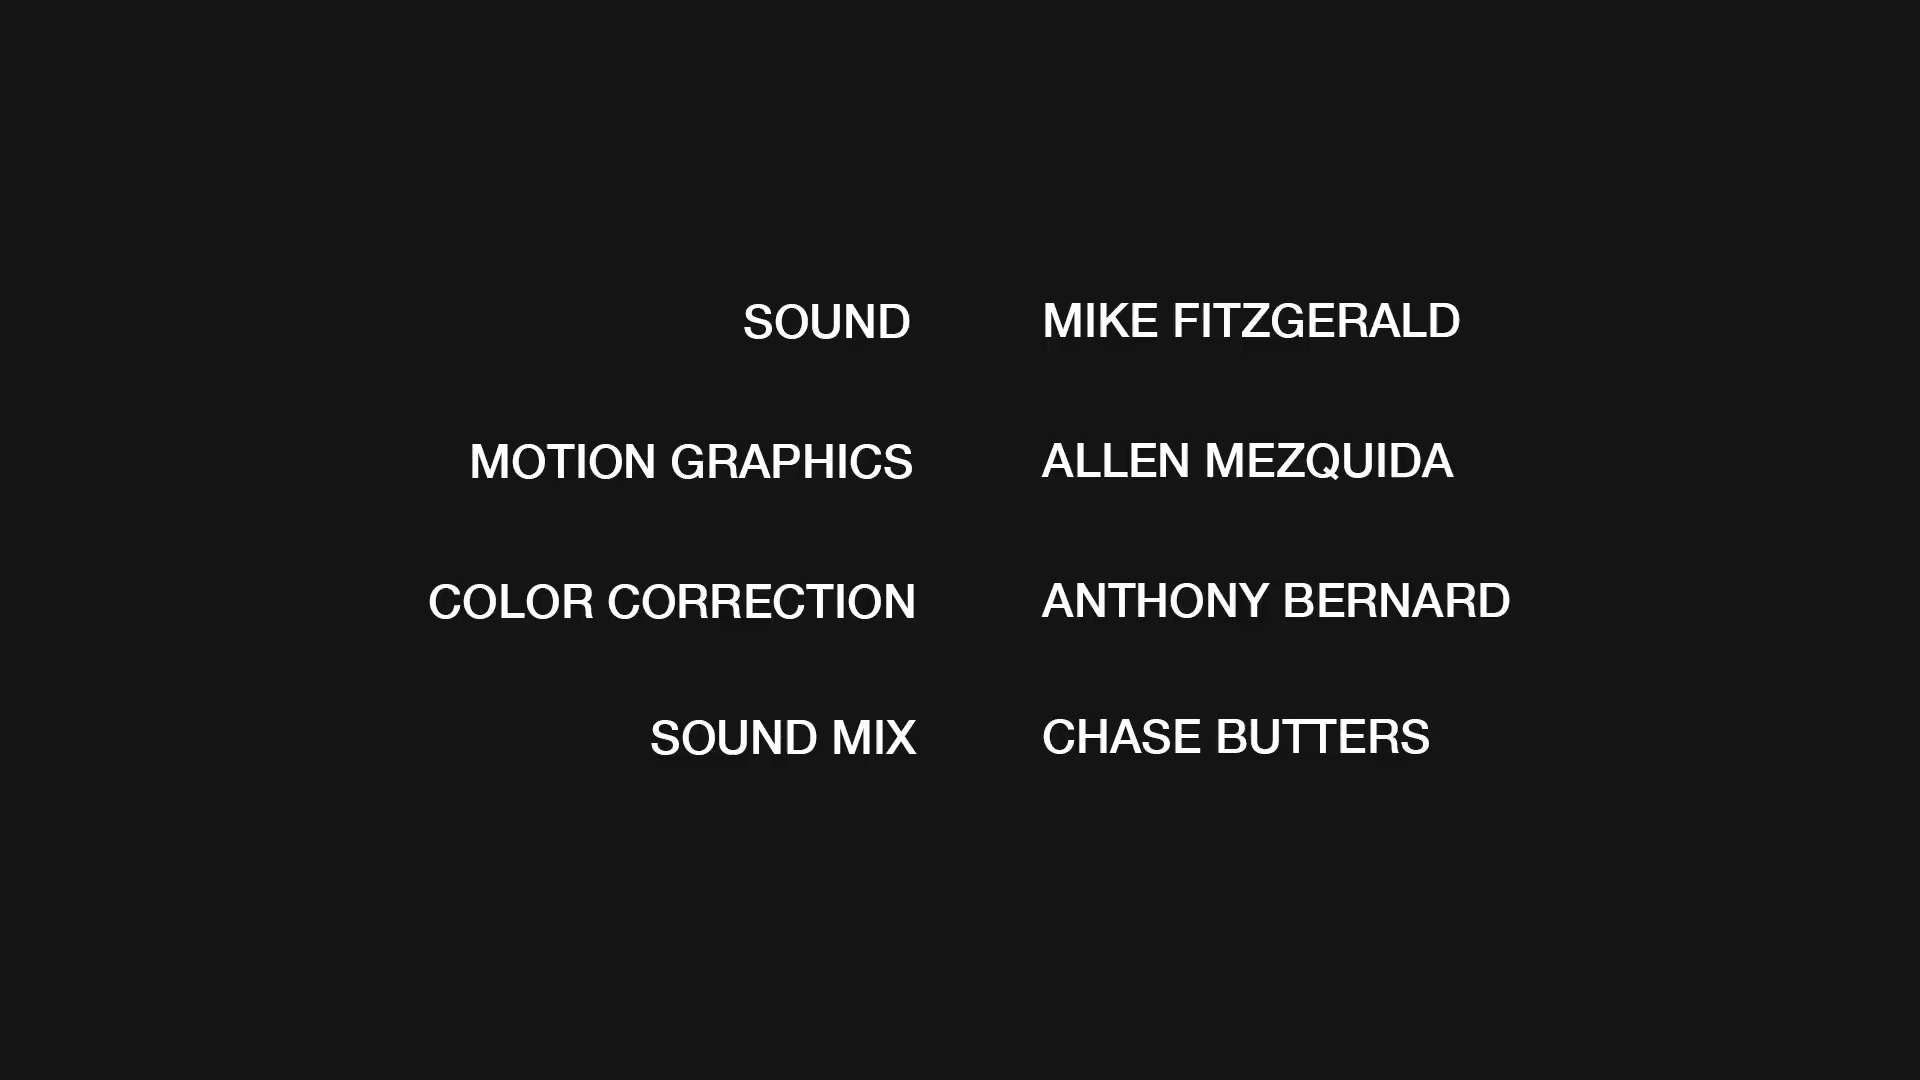 SOUND MIKE FITZGERALD
MOTION GRAPHICS ALLEN MEZQUIDA
COLOR CORRECTION ANTHONY BERNARD
SOUND MIX CHASE BUTTERS